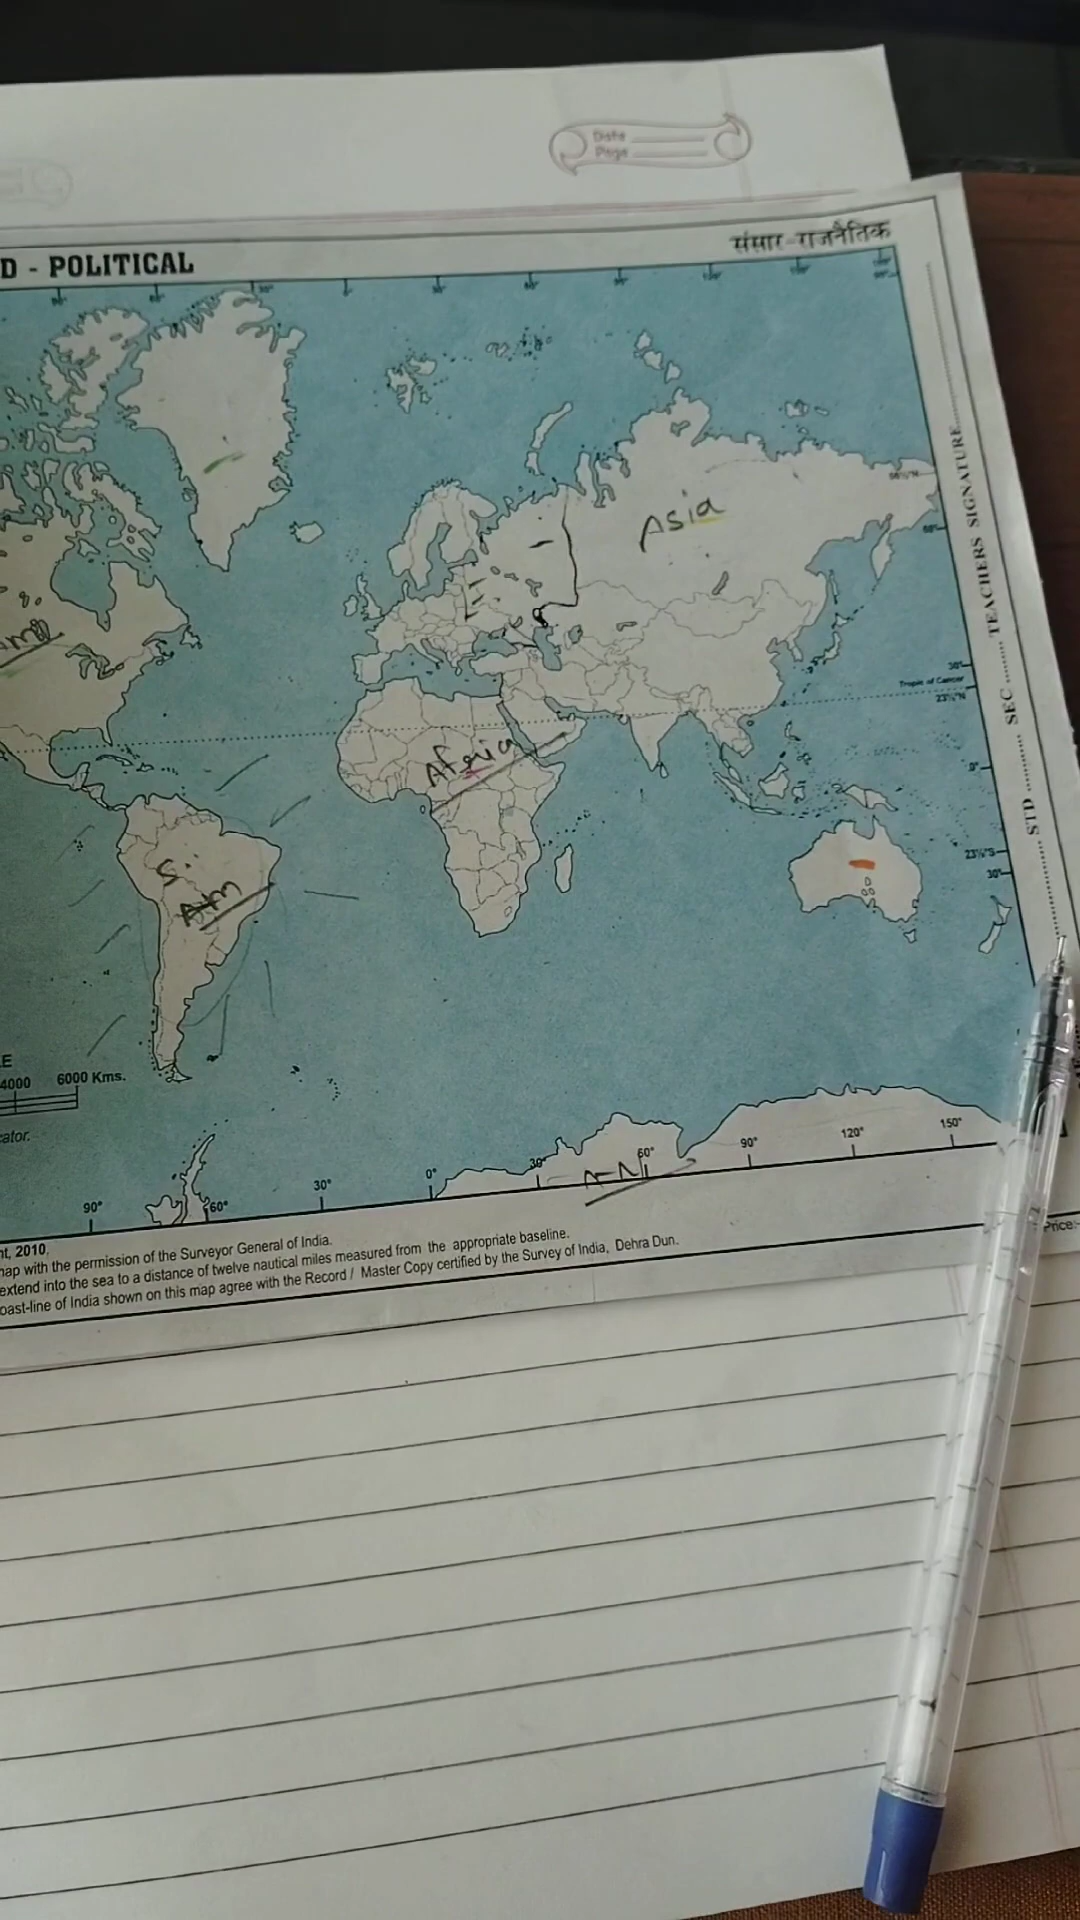 Date
Page
D - POLITICAL
संसार-राजनैतिक
Asia
Africa
S.
Am
Tropic of Cancer
23½°N
30°
0°
23½°S
30°
STD ............ SEC ........ TEACHERS SIGNATURE............
E
4000 6000 Kms.
ator.
90° 60° 30° 0° 30° 60° 90° 120° 150°
AN
nt, 2010.
nap with the permission of the Surveyor General of India.
extend into the sea to a distance of twelve nautical miles measured from the appropriate baseline.
oast-line of India shown on this map agree with the Record / Master Copy certified by the Survey of India, Dehra Dun.
Price: